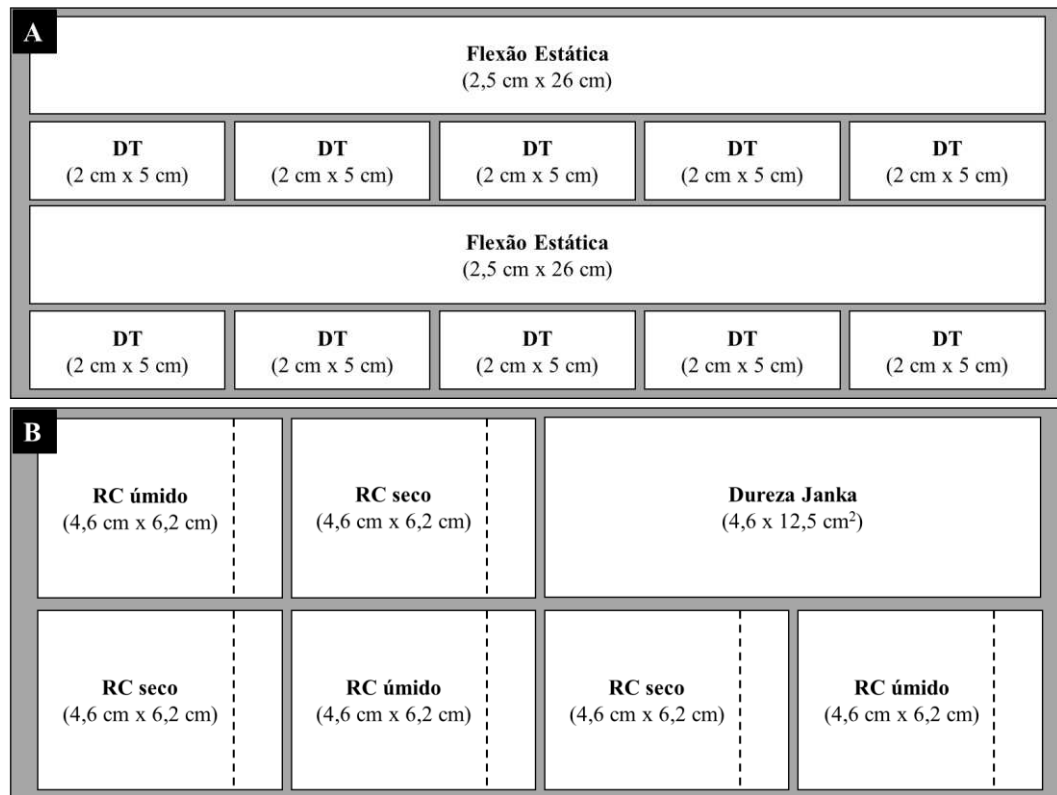 A
Flexão Estática
(2,5 cm x 26 cm)
DT
(2 cm x 5 cm)
DT
(2 cm x 5 cm)
DT
(2 cm x 5 cm)
DT
(2 cm x 5 cm)
DT
(2 cm x 5 cm)
Flexão Estática
(2,5 cm x 26 cm)
DT
(2 cm x 5 cm)
DT
(2 cm x 5 cm)
DT
(2 cm x 5 cm)
DT
(2 cm x 5 cm)
DT
(2 cm x 5 cm)
B
RC úmido
(4,6 cm x 6,2 cm)
RC seco
(4,6 cm x 6,2 cm)
Dureza Janka
(4,6 x 12,5 cm²)
RC seco
(4,6 cm x 6,2 cm)
RC úmido
(4,6 cm x 6,2 cm)
RC seco
(4,6 cm x 6,2 cm)
RC úmido
(4,6 cm x 6,2 cm)